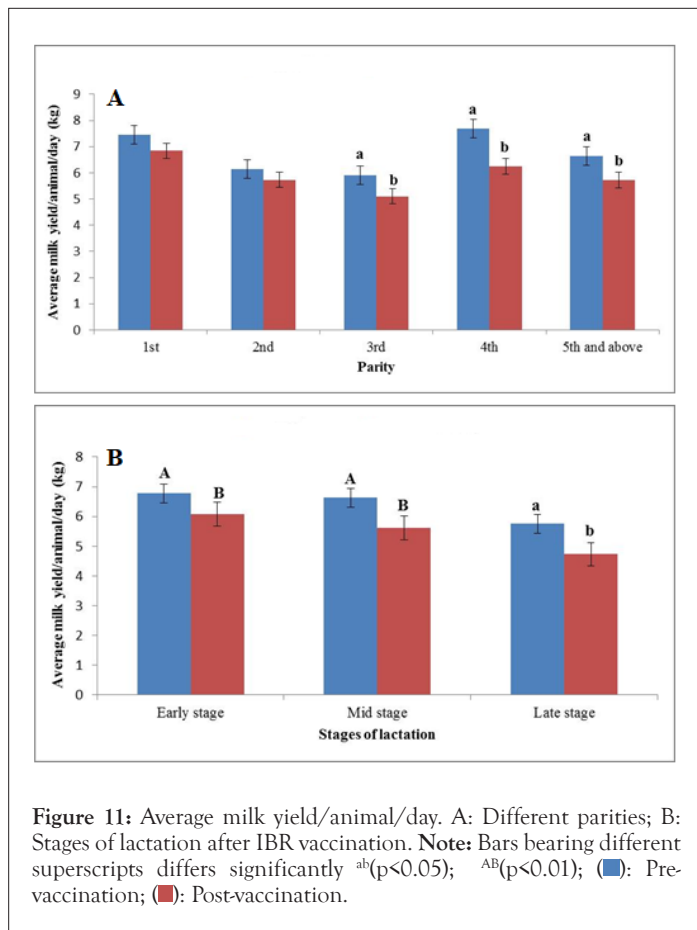 A
Average milk yield/animal/day (kg)
9
8
7
6
5
4
3
2
1
0
a
b
a
b
a
b
1st
2nd
3rd
4th
5th and above
Parity
B
Average milk yield/animal/day (kg)
8
7
6
5
4
3
2
1
0
A
B
A
B
a
b
Early stage
Mid stage
Late stage
Stages of lactation
Figure 11: Average milk yield/animal/day. A: Different parities; B:
Stages of lactation after IBR vaccination. Note: Bars bearing different
superscripts differs significantly ab(p<0.05); AB(p<0.01); (■): Pre-
vaccination; (■): Post-vaccination.